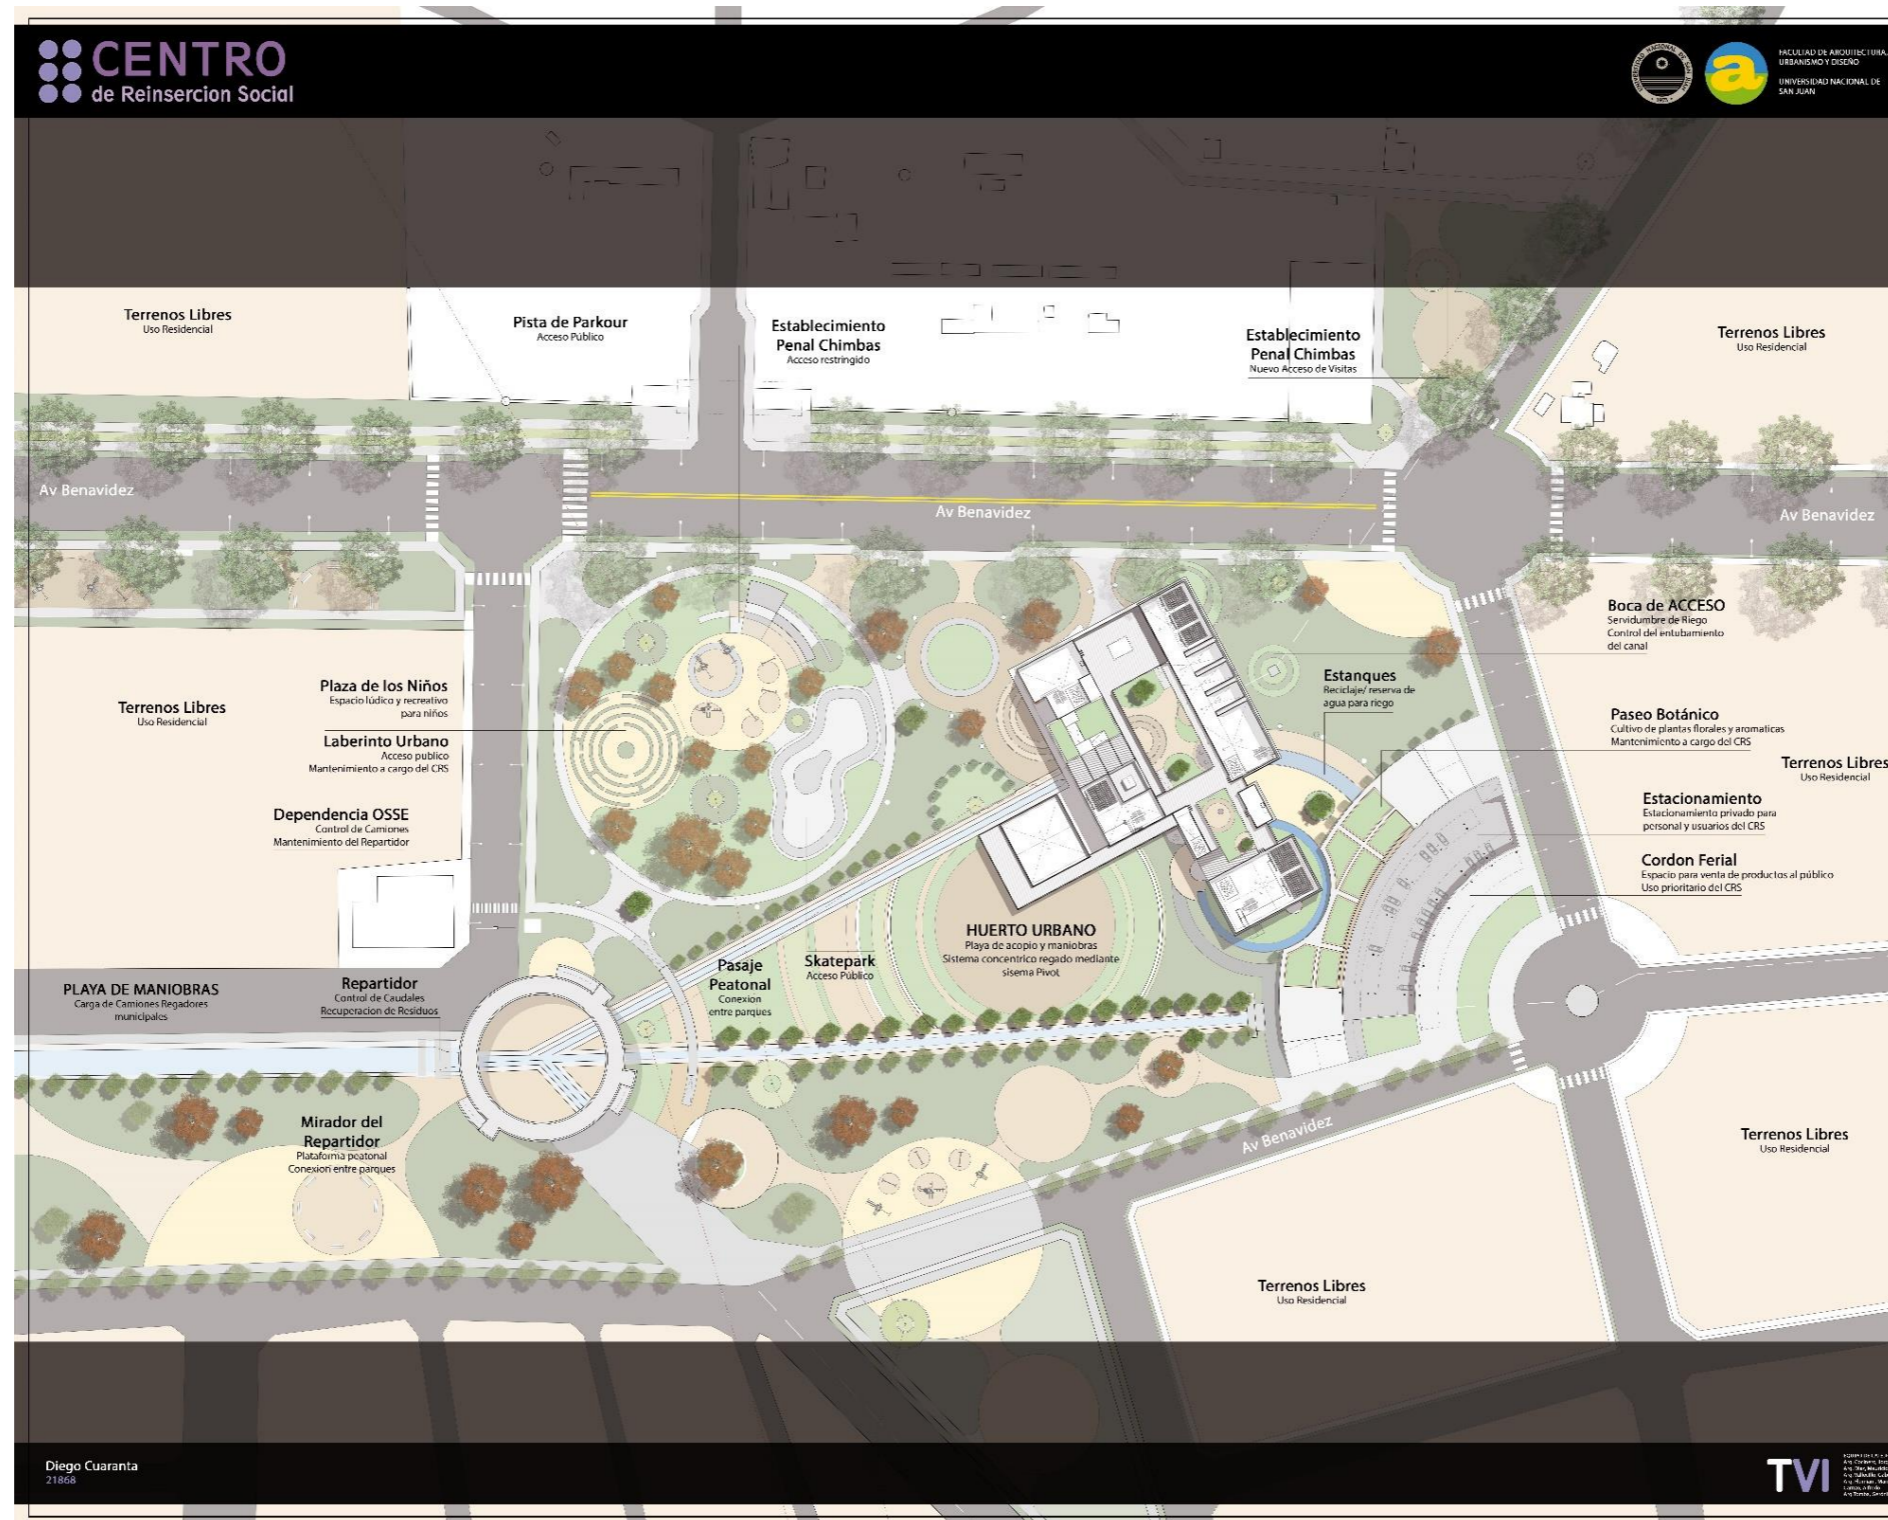 CENTRO
de Reinsercion Social
FACULTAD DE ARQUITECTURA,
URBANISMO Y DISEÑO
UNIVERSIDAD NACIONAL DE
SAN JUAN
Terrenos Libres
Uso Residencial
Pista de Parkour
Acceso Público
Establecimiento
Penal Chimbas
Acceso restringido
Establecimiento
Penal Chimbas
Nuevo Acceso de Visitas
Terrenos Libres
Uso Residencial
Av Benavidez
Av Benavidez
Av Benavidez
Boca de ACCESO
Servidumbre de Riego
Control del entubamiento
del canal
Plaza de los Niños
Espacio lúdico y recreativo
para niños
Estanques
Reciclaje/ reserva de
agua para riego
Terrenos Libres
Uso Residencial
Paseo Botánico
Cultivo de plantas florales y aromaticas
Mantenimiento a cargo del CRS
Laberinto Urbano
Acceso publico
Mantenimiento a cargo del CRS
Terrenos Libres
Uso Residencial
Estacionamiento
Estacionamiento privado para
personal y usuarios del CRS
Dependencia OSSE
Control de Camiones
Mantenimiento del Repartidor
Cordon Ferial
Espacio para venta de productos al público
Uso prioritario del CRS
HUERTO URBANO
Playa de acopio y maniobras
Sistema concentrico regado mediante
sisema Pivot
Skatepark
Acceso Público
Pasaje
Peatonal
Conexion
entre parques
Repartidor
Control de Caudales
Recuperacion de Residuos
PLAYA DE MANIOBRAS
Carga de Camiones Regadores
municipales
Mirador del
Repartidor
Plataforma peatonal
Conexion entre parques
Av Benavidez
Terrenos Libres
Uso Residencial
Terrenos Libres
Uso Residencial
Diego Cuaranta
21868
TVI